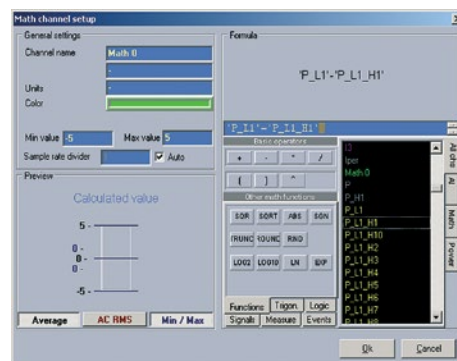 Math channel setup
General settings
Channel name
Math 0
-
Units
-
Color
Min value -5
Max value 5
Sample rate divider
Auto
Preview
Calculated value
5 -
0 -
0 -
0 -
-5 -
Average
AC RMS
Min / Max
Formula
'P_L1'-'P_L1_H1'
'P_L1'-'P_L1_H1'
Basic operators
+ - * /
( ) ^
Other math functions
SQR SQRT ABS SGN
TRUNC ROUND RND
LOG2 LOG10 LN EXP
Functions Trigon. Logic
Signals Measure Events
I3
Iper
Math 0
P
P_H1
P_L1
P_L1_H1
P_L1_H10
P_L1_H2
P_L1_H3
P_L1_H4
P_L1_H5
P_L1_H6
P_L1_H7
P_L1_H8
AI
Math
Power
Ok
Cancel